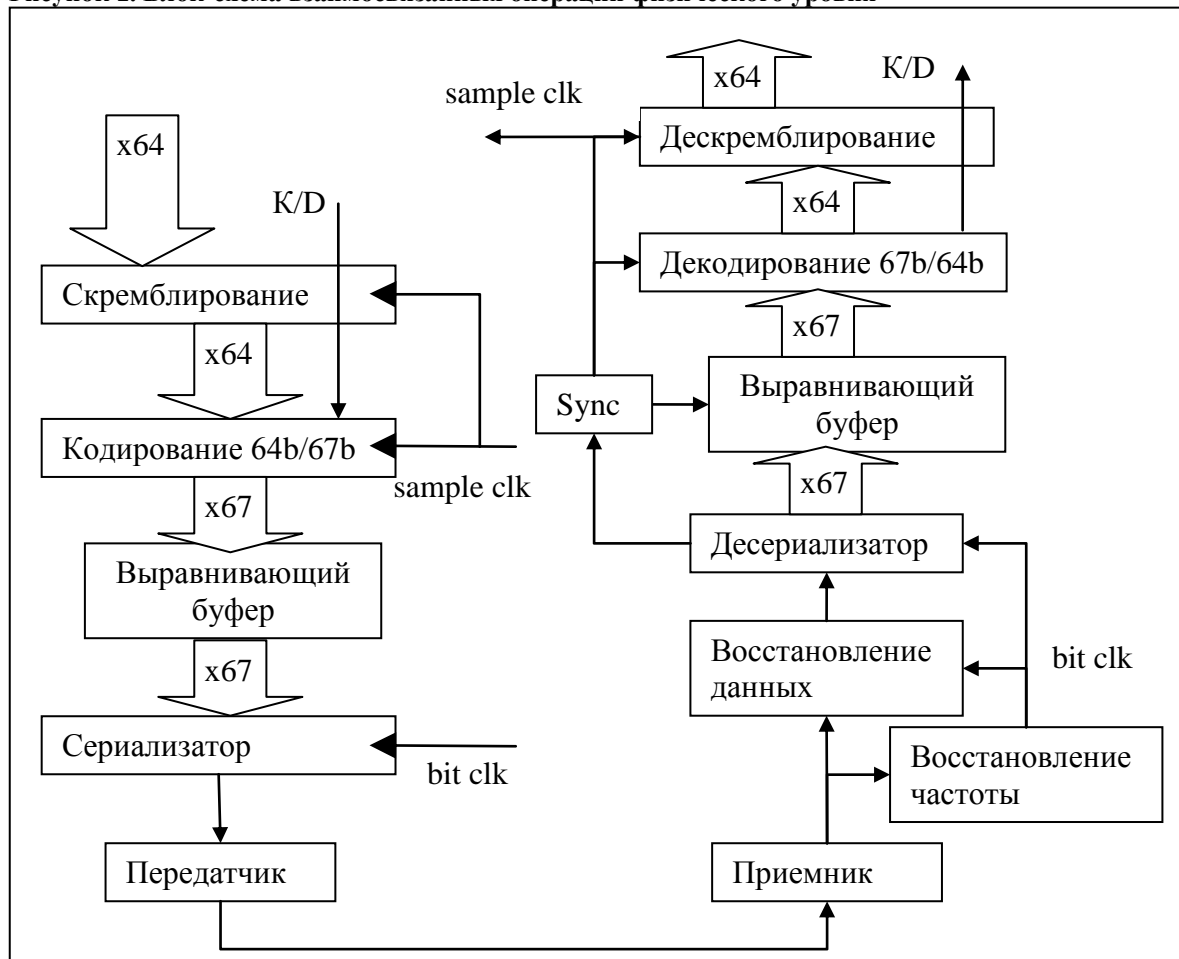 Рисунок Блок-схема взаимосвязанных операций физического уровня
x64
К/D
Скремблирование
x64
Кодирование 64b/67b
sample clk
x67
Выравнивающий
буфер
x67
Сериализатор
bit clk
Передатчик
x64
К/D
sample clk
Дескремблирование
x64
Декодирование 67b/64b
x67
Sync
Выравнивающий
буфер
x67
Десериализатор
Восстановление
данных
bit clk
Восстановление
частоты
Приемник